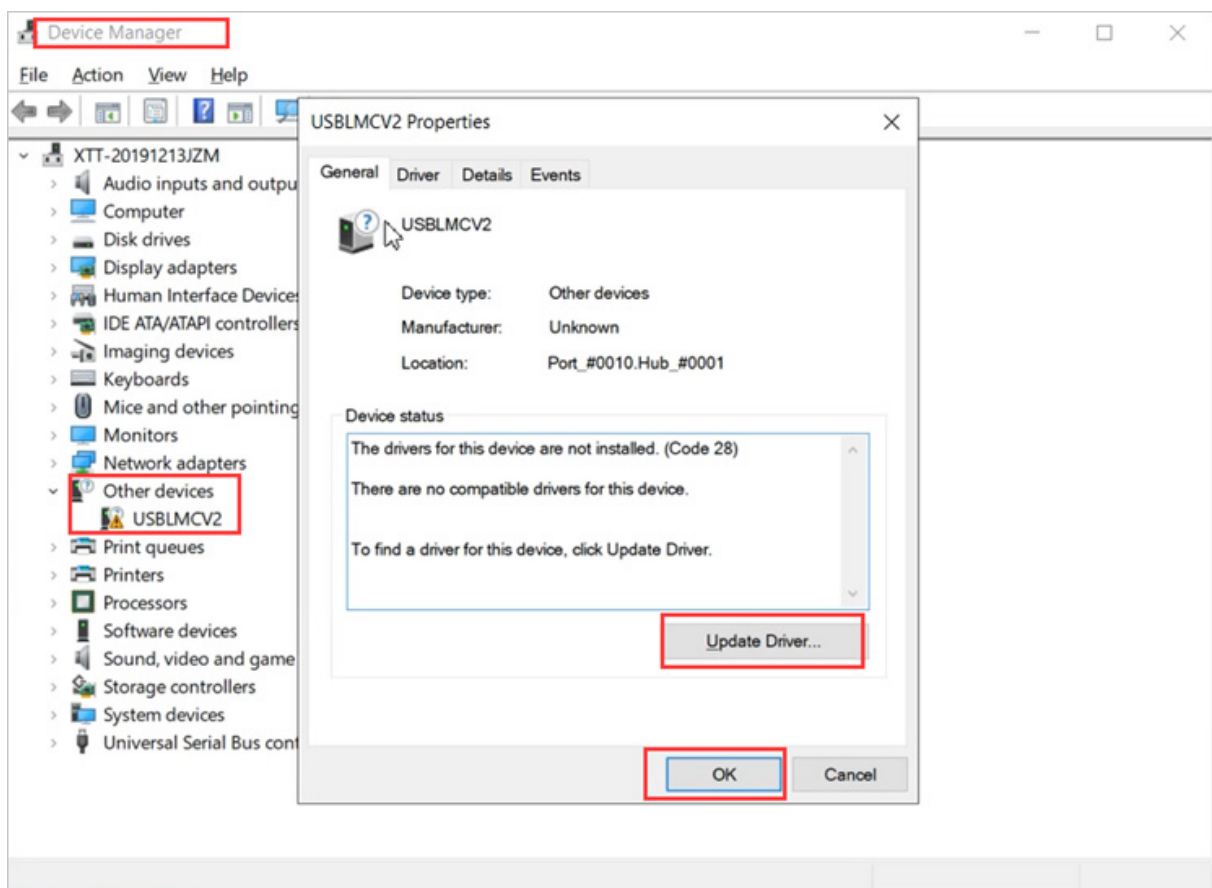 Device Manager
File Action View Help
XTT-20191213JZM
Audio inputs and outpu
Computer
Disk drives
Display adapters
Human Interface Devices
IDE ATA/ATAPI controllers
Imaging devices
Keyboards
Mice and other pointing
Monitors
Network adapters
Other devices
USBLMCV2
Print queues
Printers
Processors
Software devices
Sound, video and game
Storage controllers
System devices
Universal Serial Bus cont
USBLMCV2 Properties
General Driver Details Events
USBLMCV2
Device type: Other devices
Manufacturer: Unknown
Location: Port_#0010.Hub_#0001
Device status
The drivers for this device are not installed. (Code 28)
There are no compatible drivers for this device.
To find a driver for this device, click Update Driver.
Update Driver...
OK Cancel